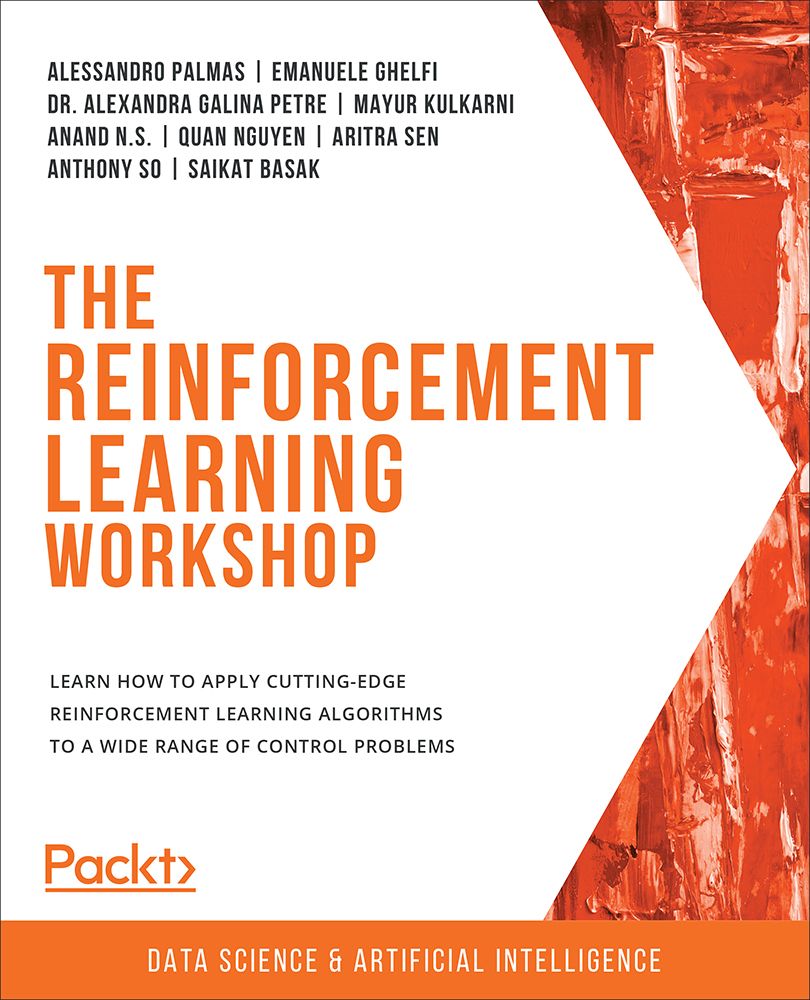 ALESSANDRO PALMAS | EMANUELE GHELFI
DR. ALEXANDRA GALINA PETRE | MAYUR KULKARNI
ANAND N.S. | QUAN NGUYEN | ARITRA SEN
ANTHONY SO | SAIKAT BASAK
THE
REINFORCEMENT
LEARNING
WORKSHOP
LEARN HOW TO APPLY CUTTING-EDGE
REINFORCEMENT LEARNING ALGORITHMS
TO A WIDE RANGE OF CONTROL PROBLEMS
Packt>
DATA SCIENCE & ARTIFICIAL INTELLIGENCE